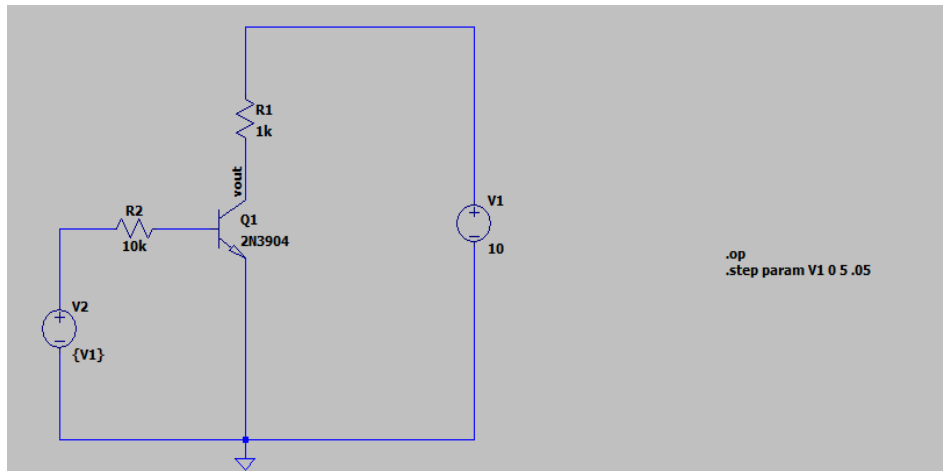 R1
1k
vout
R2
10k
Q1
2N3904
V1
10
V2
{V1}
.op
.step param V1 0 5 .05